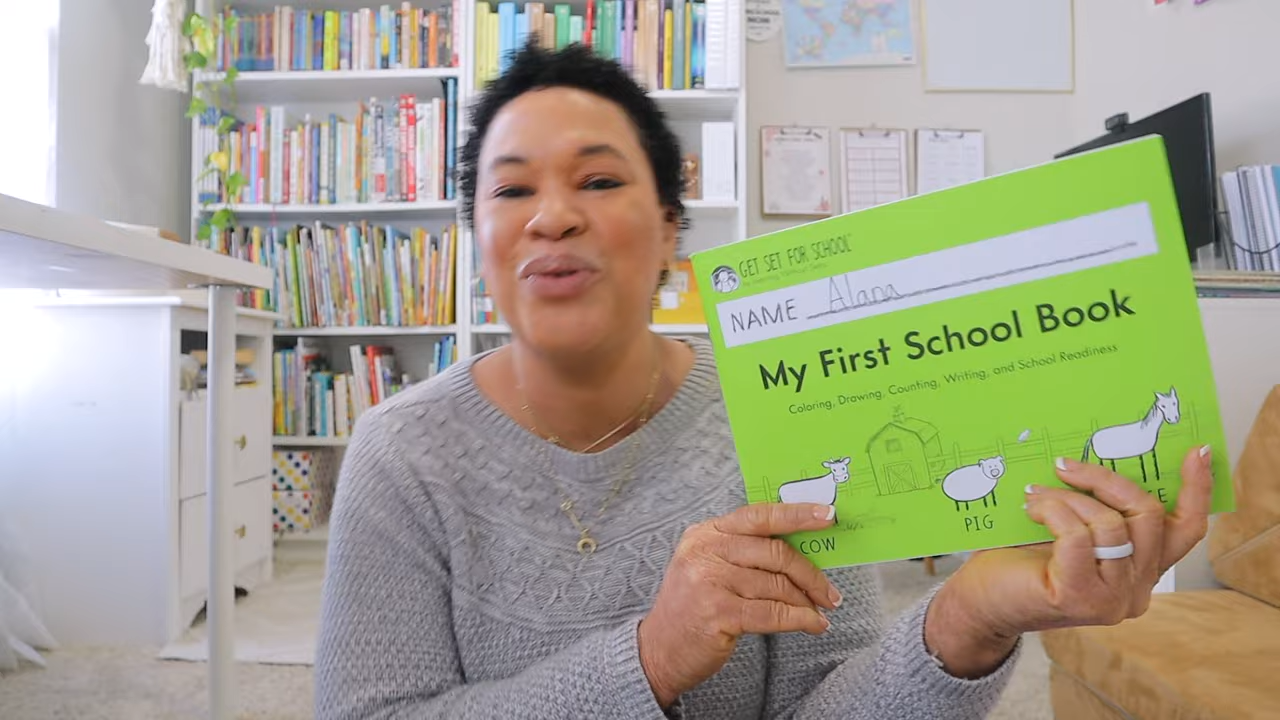 GET SET FOR SCHOOL
NAME Alana
My First School Book
Coloring, Drawing, Counting, Writing, and School Readiness
COW
PIG